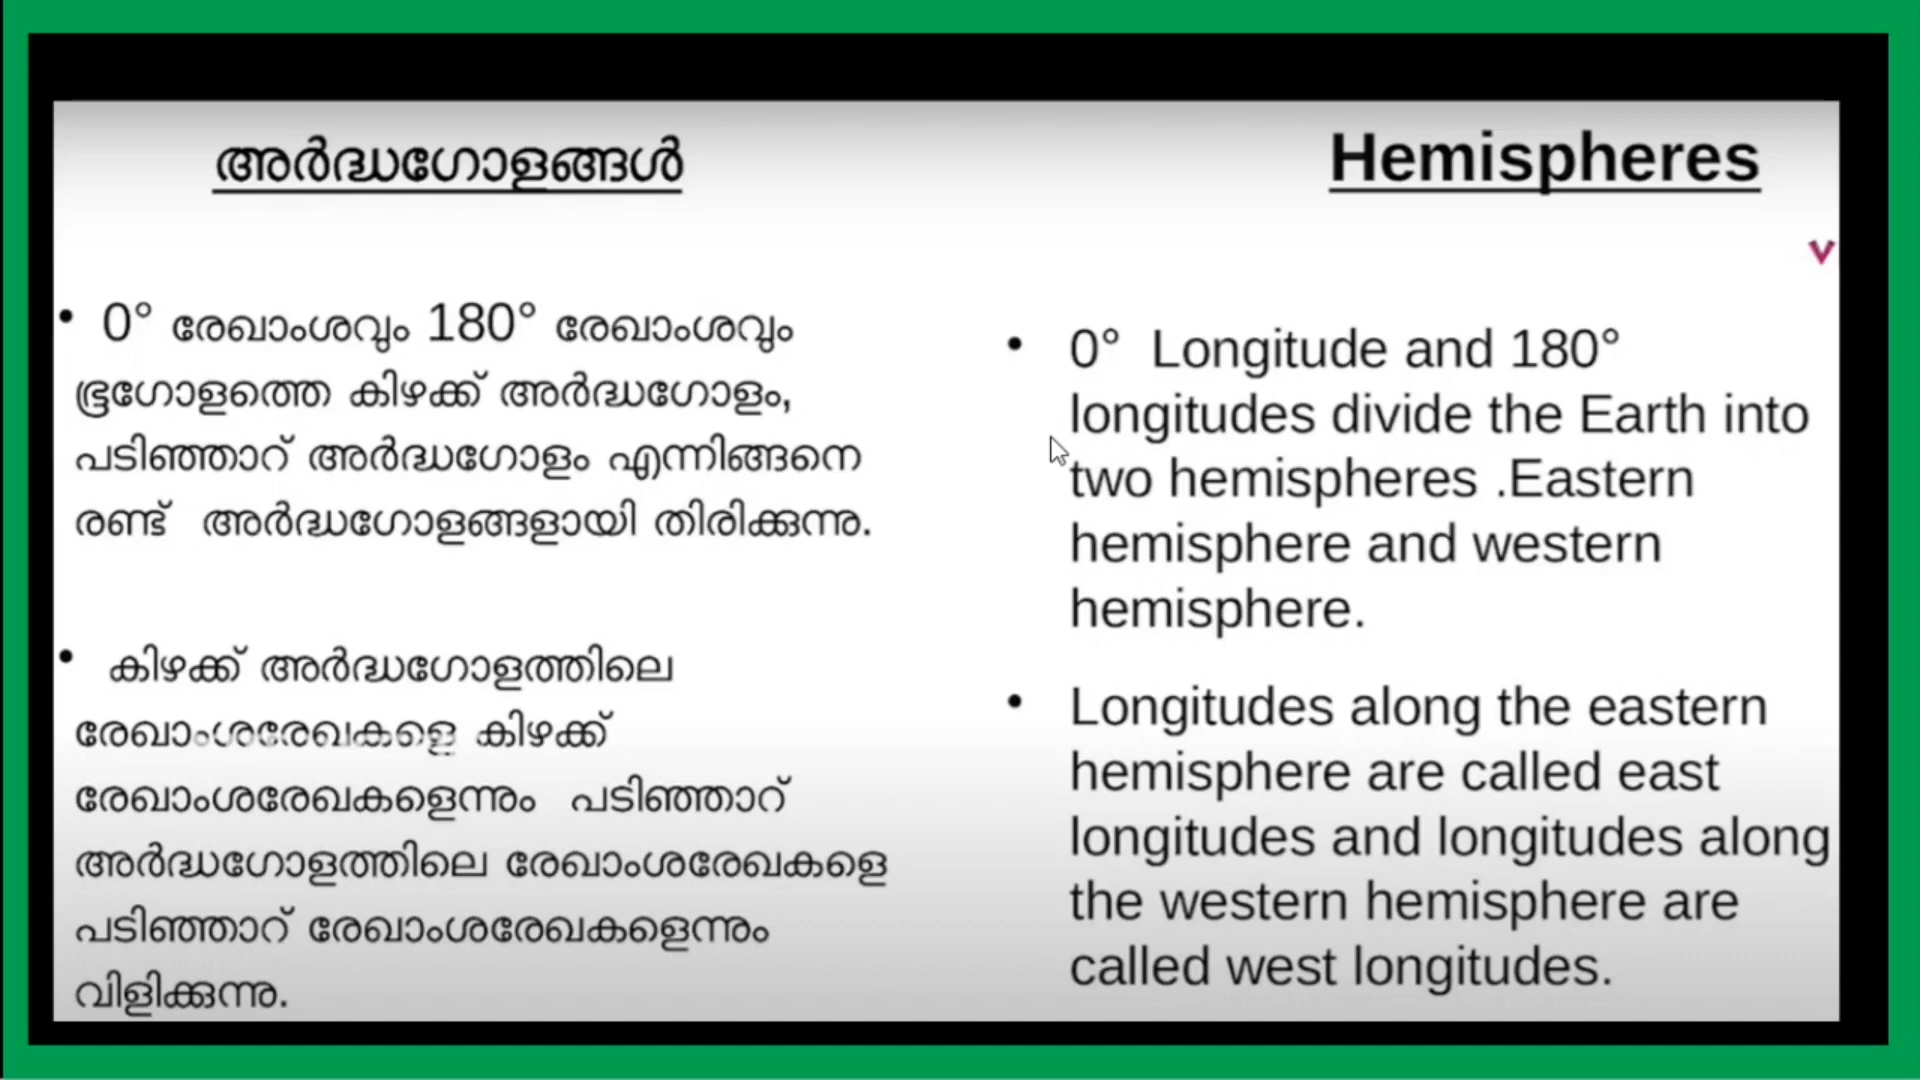 അർദ്ധഗോളങ്ങൾ
0° രേഖാംശവും 180° രേഖാംശവും
ഭൂഗോളത്തെ കിഴക്ക് അർദ്ധഗോളം,
പടിഞ്ഞാറ് അർദ്ധഗോളം എന്നിങ്ങനെ
രണ്ട് അർദ്ധഗോളങ്ങളായി തിരിക്കുന്നു.
കിഴക്ക് അർദ്ധഗോളത്തിലെ
രേഖാംശരേഖകളെ കിഴക്ക്
രേഖാംശരേഖകളെന്നും പടിഞ്ഞാറ്
അർദ്ധഗോളത്തിലെ രേഖാംശരേഖകളെ
പടിഞ്ഞാറ് രേഖാംശരേഖകളെന്നും
വിളിക്കുന്നു.
Hemispheres
v
0° Longitude and 180°
longitudes divide the Earth into
two hemispheres .Eastern
hemisphere and western
hemisphere.
Longitudes along the eastern
hemisphere are called east
longitudes and longitudes along
the western hemisphere are
called west longitudes.